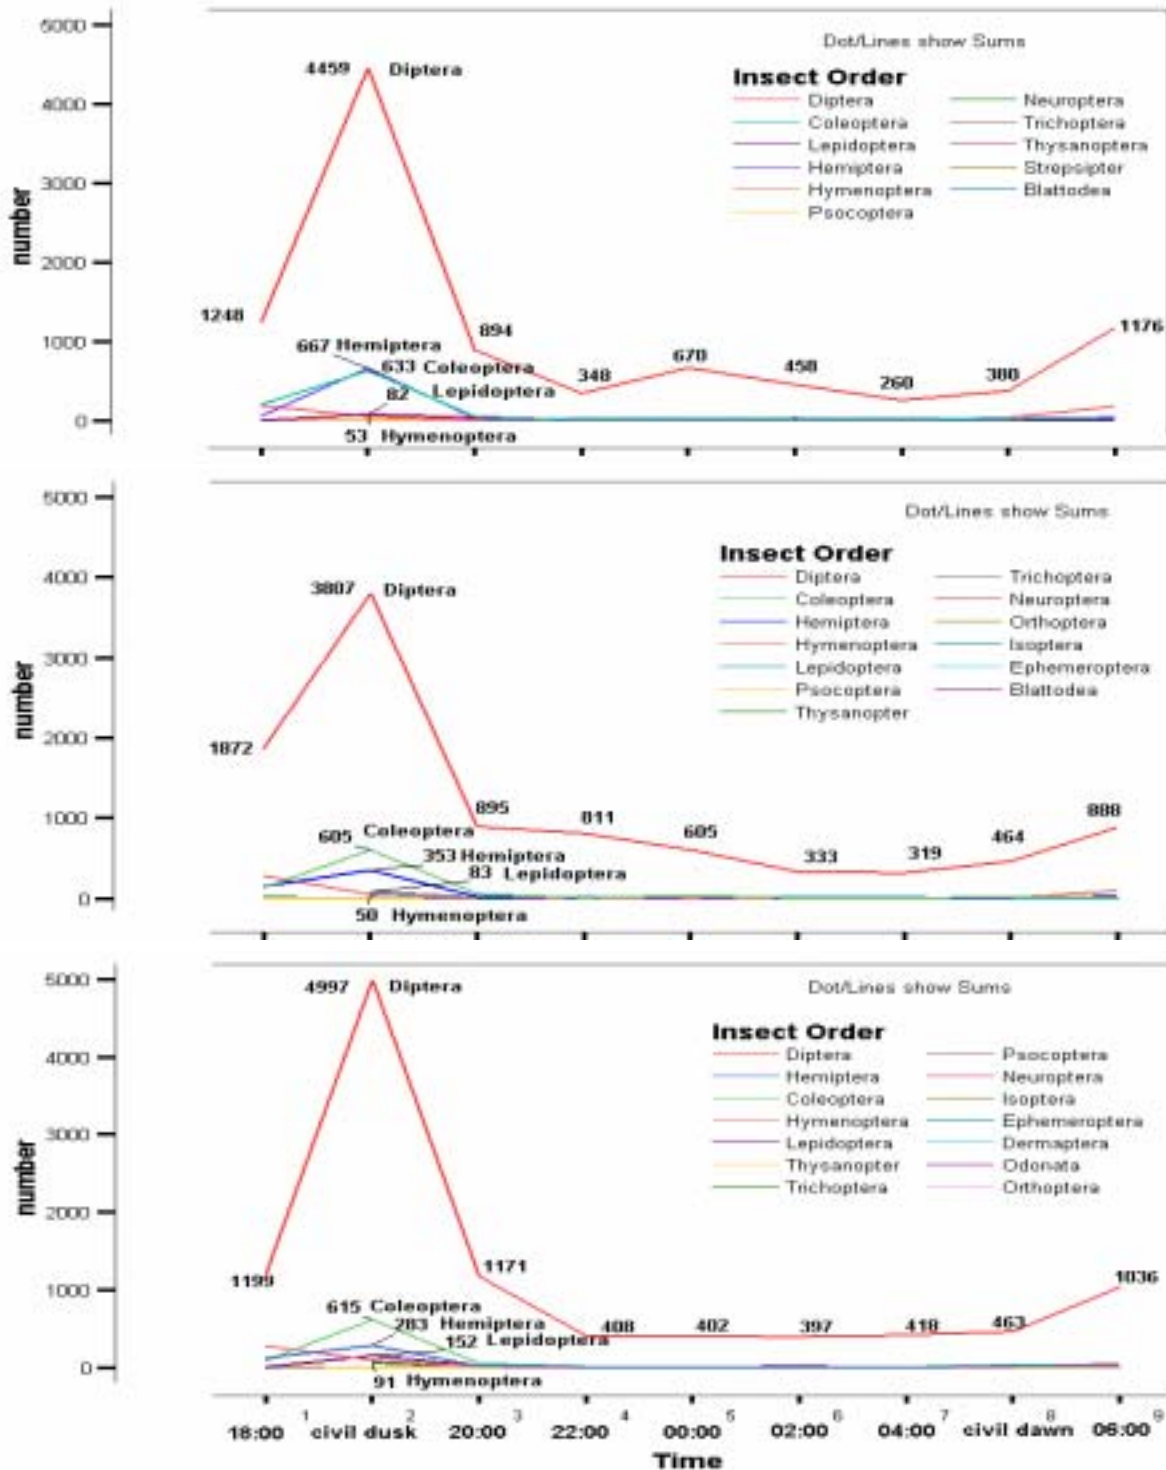 5000
Dot/Lines show Sums
4459 Diptera
Insect Order
Diptera Neuroptera
4000
Coleoptera Trichoptera
Lepidoptera Thysanoptera
Hemiptera Strepsipter
3000
Hymenoptera Blattodea
Psocoptera
number
2000
1248
894
1176
1000
667 Hemiptera
633 Coleoptera
348
670
458
260
380
82 Lepidoptera
0
53 Hymenoptera
5000
Dot/Lines show Sums
Insect Order
4000
3807 Diptera
Diptera Trichoptera
Coleoptera Neuroptera
Hemiptera Orthoptera
Hymenoptera Isoptera
3000
Lepidoptera Ephemeroptera
Psocoptera Blattodea
Thysanopter
number
2000
1872
1000
895
811
605
333
319
464
888
605 Coleoptera
353 Hemiptera
83 Lepidoptera
0
50 Hymenoptera
5000
4997 Diptera
Dot/Lines show Sums
Insect Order
4000
Diptera Psocoptera
Hemiptera Neuroptera
Coleoptera Isoptera
Hymenoptera Ephemeroptera
3000
Lepidoptera Dermaptera
Thysanopter Odonata
Trichoptera Orthoptera
number
2000
1199
1171
1036
1000
615 Coleoptera
283 Hemiptera
408
402
397
418
463
152 Lepidoptera
0
91 Hymenoptera
1 2 3 4 5 6 7 8 9
18:00 civil dusk 20:00 22:00 00:00 02:00 04:00 civil dawn 06:00
Time